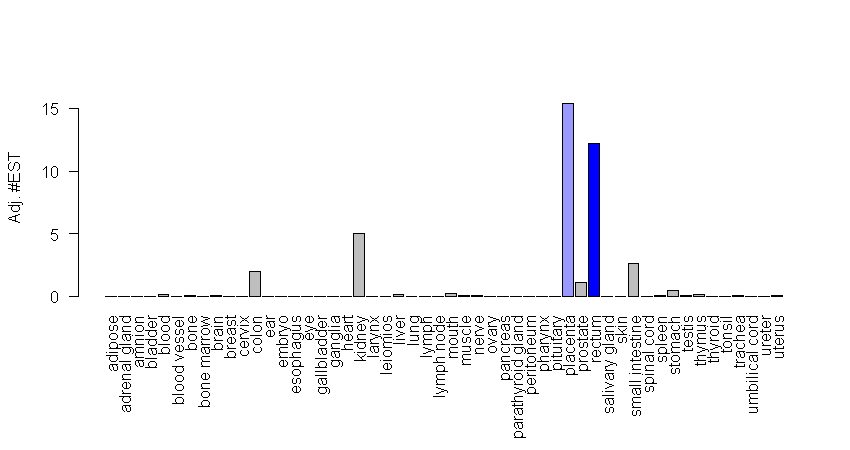 Adj. #EST
15
10
5
0
adipose
adrenal gland
amnion
bladder
blood
blood vessel
bone
bone marrow
brain
breast
cervix
colon
ear
embryo
esophagus
eye
gallbladder
ganglia
heart
kidney
larynx
leiomios
liver
lung
lymph
lymph node
mouth
muscle
nerve
ovary
pancreas
parathyroid gland
peritoneum
pharynx
pituitary
placenta
prostate
rectum
salivary gland
skin
small intestine
spinal cord
spleen
stomach
testis
thymus
thyroid
tonsil
trachea
umbilical cord
ureter
uterus